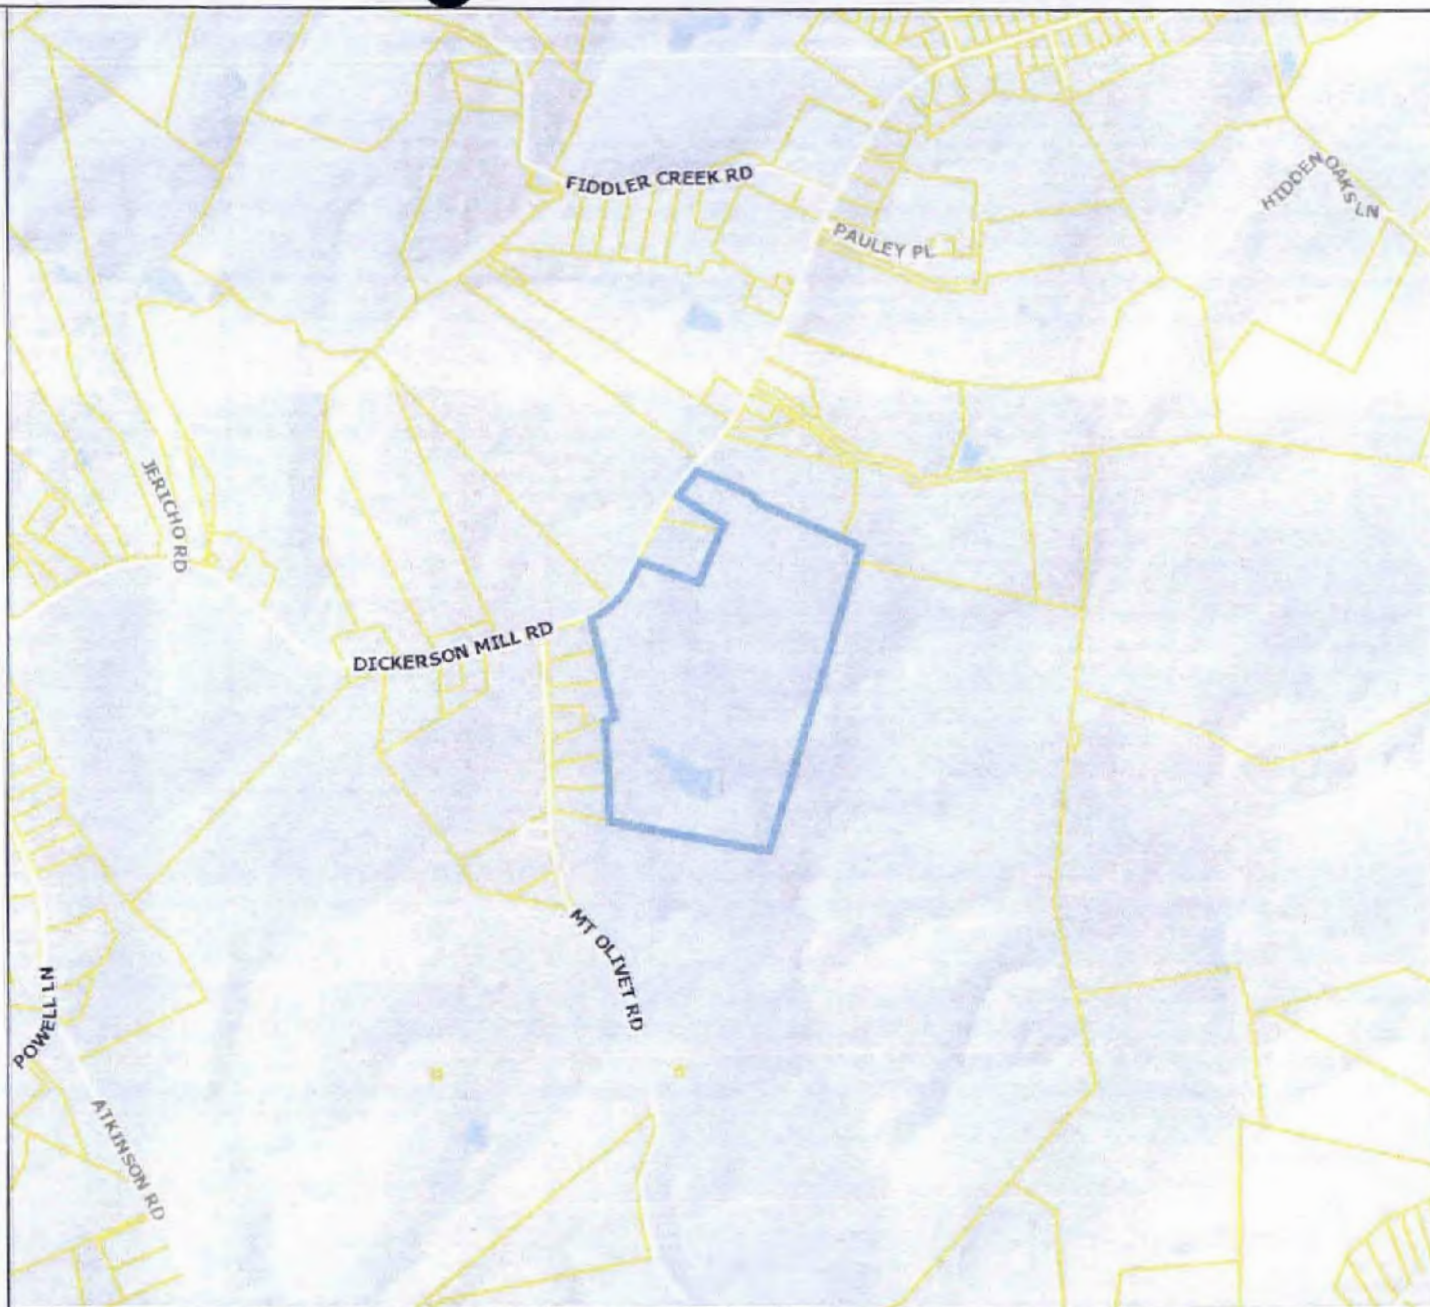 FIDDLER CREEK RD
HIDDEN OAKS LN
PAULEY PL
JERICHO RD
DICKERSON MILL RD
MT OLIVET RD
POWELL LN
ATKINSON RD